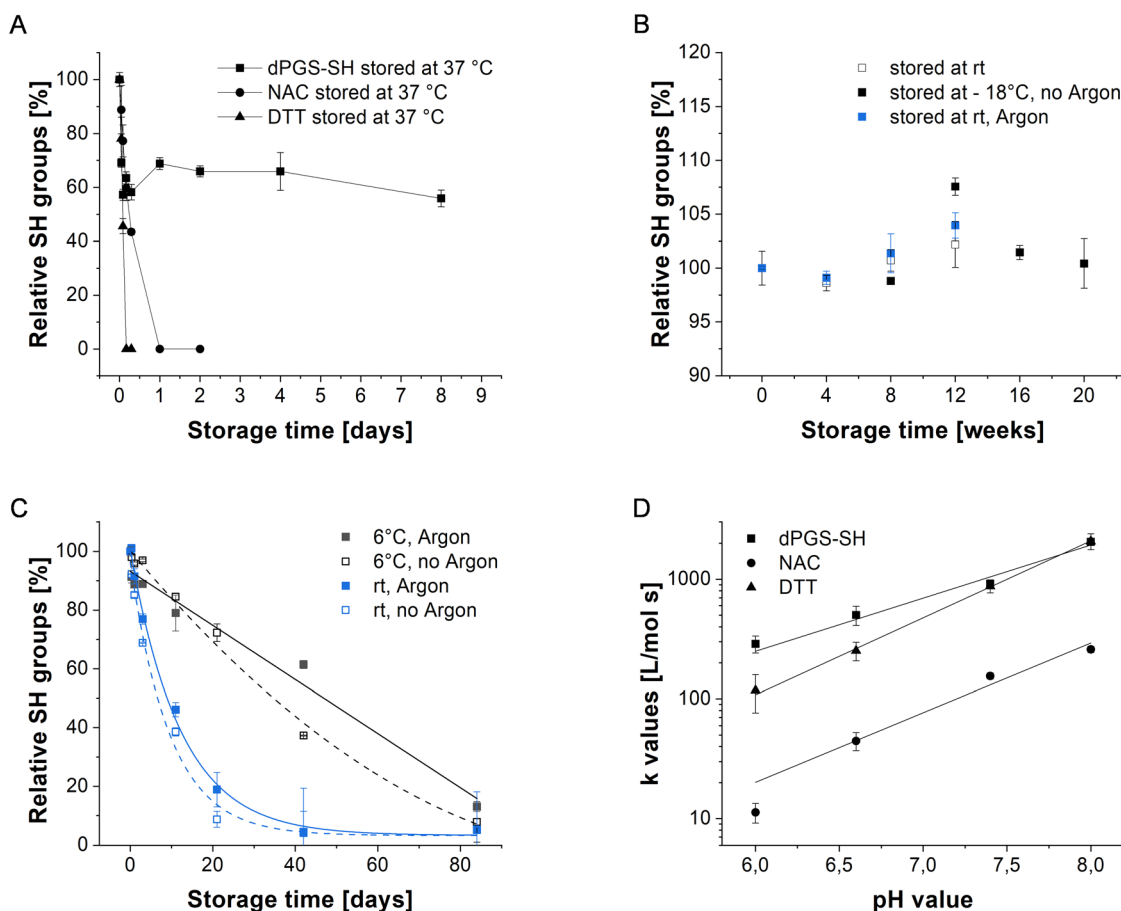 A
Relative SH groups [%]
100
80
60
40
20
0
dPGS-SH stored at 37 °C
NAC stored at 37 °C
DTT stored at 37 °C
0 1 2 3 4 5 6 7 8 9
Storage time [days]
B
Relative SH groups [%]
120
115
110
105
100
95
90
stored at rt
stored at - 18°C, no Argon
stored at rt, Argon
0 4 8 12 16 20
Storage time [weeks]
C
Relative SH groups [%]
100
80
60
40
20
0
6°C, Argon
6°C, no Argon
rt, Argon
rt, no Argon
0 20 40 60 80
Storage time [days]
D
k values [L/mol s]
1000
100
10
dPGS-SH
NAC
DTT
6,0 6,5 7,0 7,5 8,0
pH value